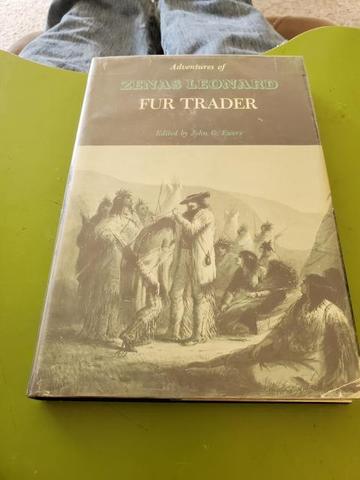 Adventures of
ZENAS LEONARD
FUR TRADER
Edited by John C. Ewers